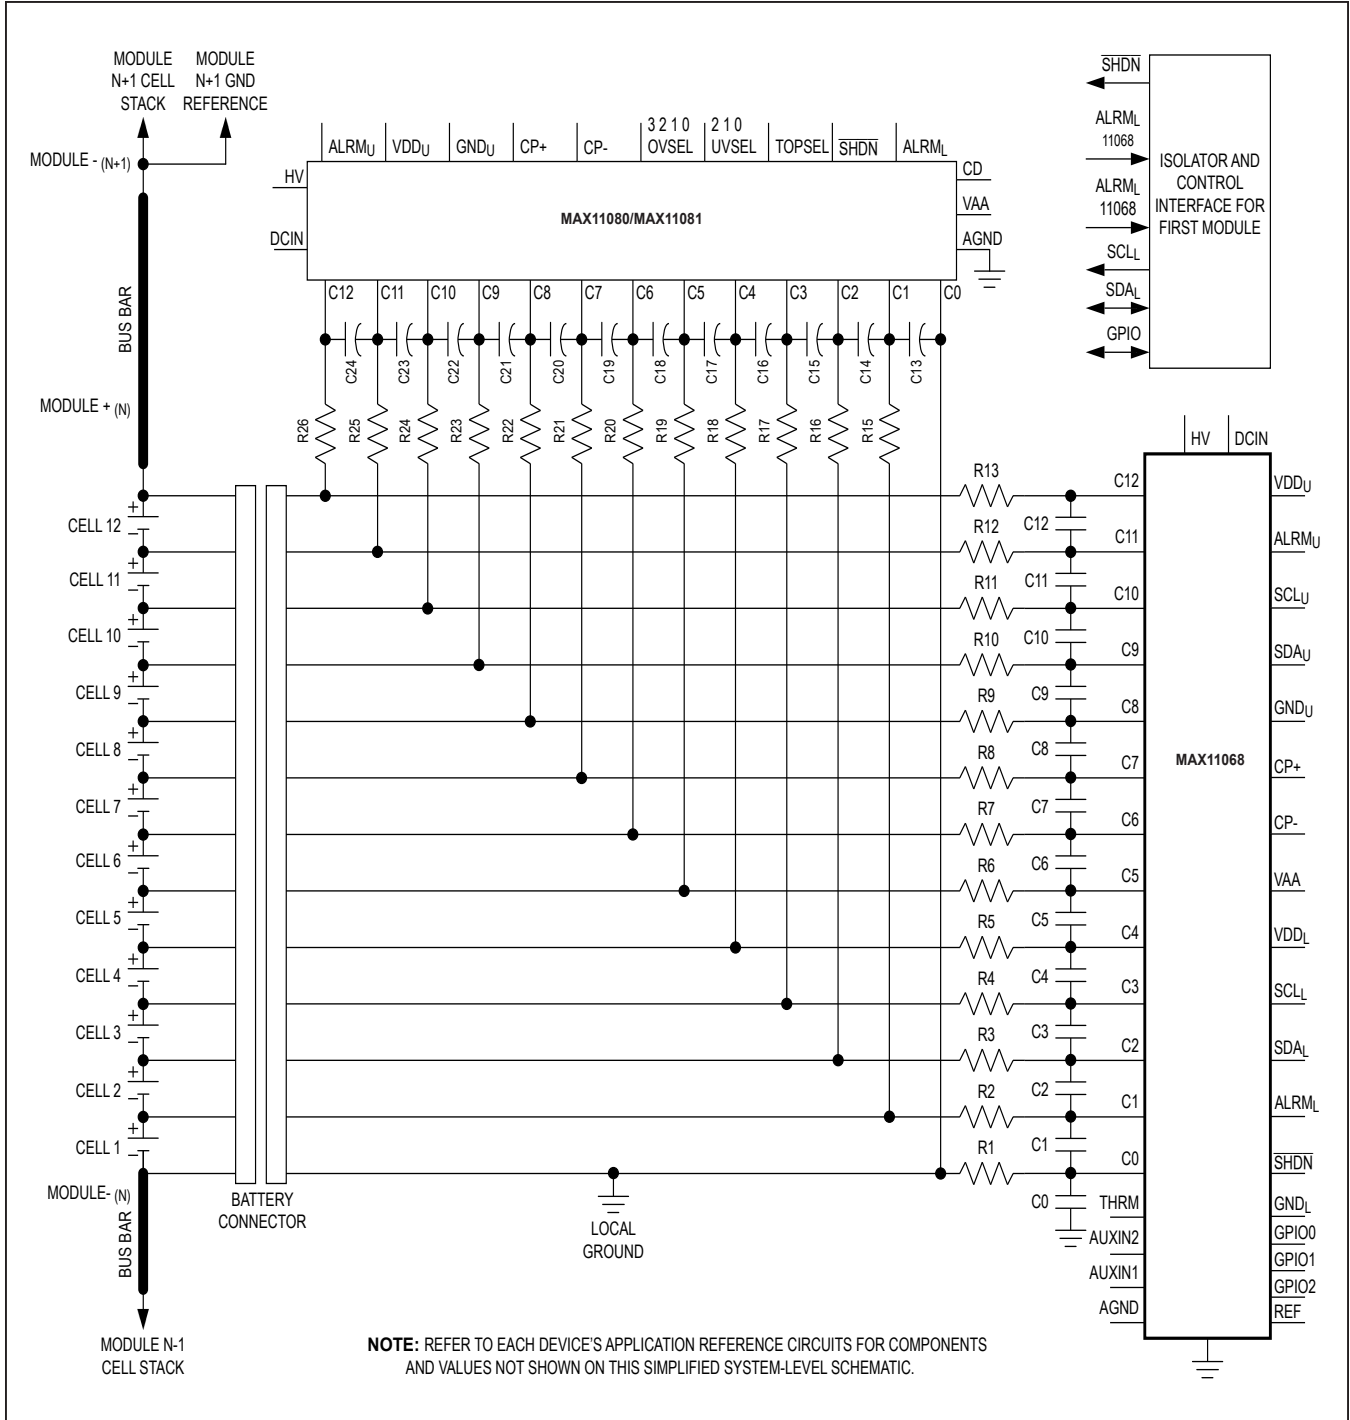 MODULE
N+1 CELL
STACK
MODULE
N+1 GND
REFERENCE
MODULE - (N+1)
BUS BAR
MODULE + (N)
ALRMU
VDDU
GNDU
CP+
CP-
3 2 1 0
OVSEL
2 1 0
UVSEL
TOPSEL
SHDN
ALRML
HV
DCIN
MAX11080/MAX11081
CD
VAA
AGND
C12
C11
C10
C9
C8
C7
C6
C5
C4
C3
C2
C1
C0
C24
C23
C22
C21
C20
C19
C18
C17
C16
C15
C14
C13
R26
R25
R24
R23
R22
R21
R20
R19
R18
R17
R16
R15
SHDN
ALRML
11068
ALRML
11068
SCLL
SDAL
GPIO
ISOLATOR AND
CONTROL
INTERFACE FOR
FIRST MODULE
+
CELL 12
−
+
CELL 11
−
+
CELL 10
−
+
CELL 9
−
+
CELL 8
−
+
CELL 7
−
+
CELL 6
−
+
CELL 5
−
+
CELL 4
−
+
CELL 3
−
+
CELL 2
−
+
CELL 1
−
MODULE- (N)
BUS BAR
MODULE N-1
CELL STACK
BATTERY
CONNECTOR
LOCAL
GROUND
R13
R12
R11
R10
R9
R8
R7
R6
R5
R4
R3
R2
R1
C12
C11
C10
C9
C8
C7
C6
C5
C4
C3
C2
C1
C0
HV
DCIN
C12
C11
C10
C9
C8
C7
C6
C5
C4
C3
C2
C1
C0
THRM
AUXIN2
AUXIN1
AGND
MAX11068
VDDU
ALRMU
SCLU
SDAU
GNDU
CP+
CP-
VAA
VDDL
SCLL
SDAL
ALRML
SHDN
GNDL
GPIO0
GPIO1
GPIO2
REF
NOTE: REFER TO EACH DEVICE'S APPLICATION REFERENCE CIRCUITS FOR COMPONENTS
AND VALUES NOT SHOWN ON THIS SIMPLIFIED SYSTEM-LEVEL SCHEMATIC.